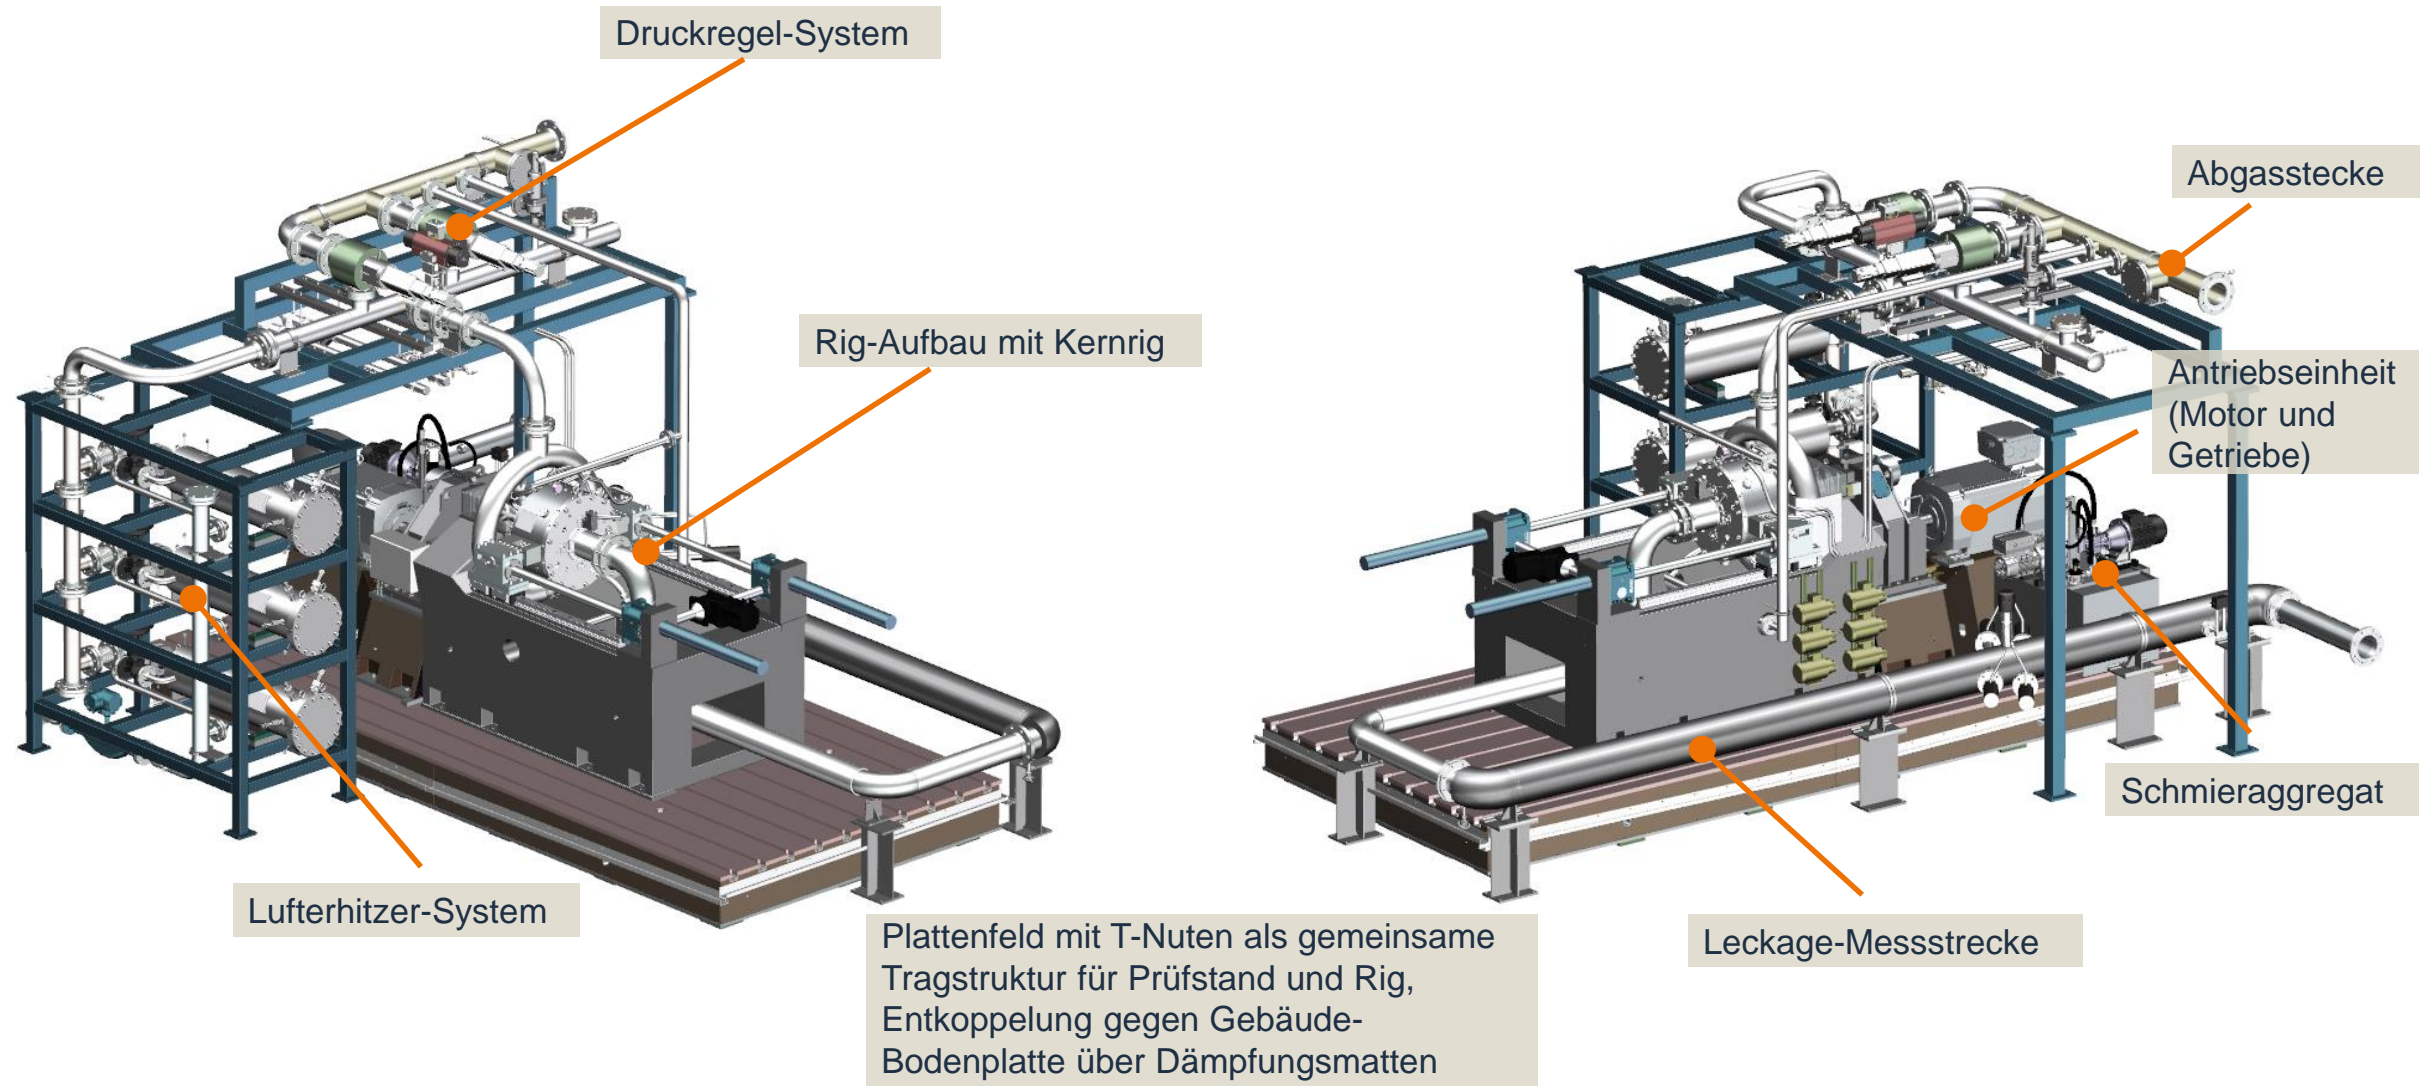 Druckregel-System
Abgasstecke
Rig-Aufbau mit Kernrig
Antriebseinheit
(Motor und
Getriebe)
Schmieraggregat
Lufterhitzer-System
Leckage-Messstrecke
Plattenfeld mit T-Nuten als gemeinsame
Tragstruktur für Prüfstand und Rig,
Entkoppelung gegen Gebäude-
Bodenplatte über Dämpfungsmatten